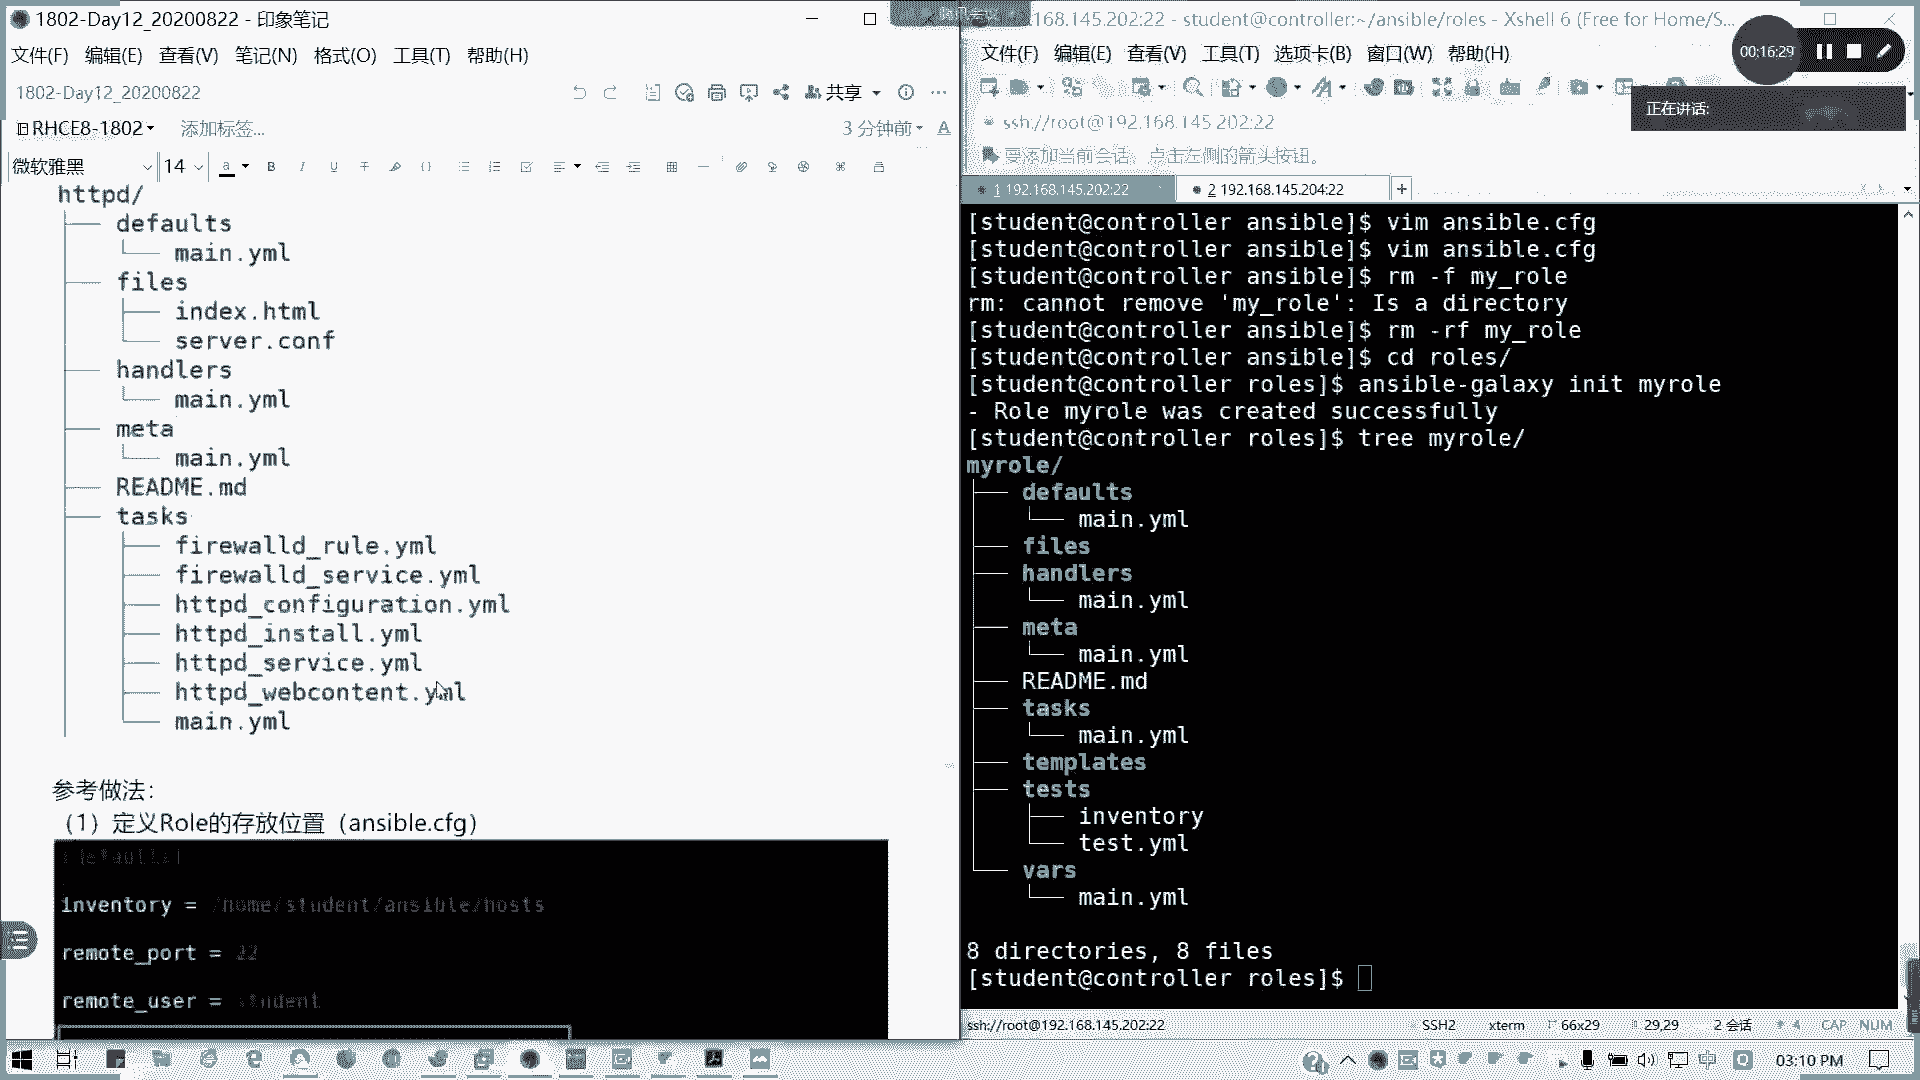 1802-Day12_20200822 - 印象笔记
文件(F) 编辑(E) 查看(V) 笔记(N) 格式(O) 工具(T) 帮助(H)
1802-Day12_20200822
共享
RHCE8-1802
添加标签...
3 分钟前
微软雅黑
14
httpd/
├── defaults
│   └── main.yml
├── files
│   ├── index.html
│   └── server.conf
├── handlers
│   └── main.yml
├── meta
│   └── main.yml
├── README.md
├── tasks
│   ├── firewalld_rule.yml
│   ├── firewalld_service.yml
│   ├── httpd_configuration.yml
│   ├── httpd_install.yml
│   ├── httpd_service.yml
│   ├── httpd_webcontent.yml
│   └── main.yml
参考做法：
（1）定义Role的存放位置（ansible.cfg）
[defaults]
inventory = /home/student/ansible/hosts
remote_port = 22
remote_user = student
168.145.202:22 - student@controller:~/ansible/roles - Xshell 6 (Free for Home/S...
文件(F) 编辑(E) 查看(V) 工具(T) 选项卡(B) 窗口(W) 帮助(H)
00:16:29
正在讲话:
ssh://root@192.168.145.202:22
要添加当前会话，点击左侧的箭头按钮。
1 192.168.145.202:22
2 192.168.145.204:22
[student@controller ansible]$ vim ansible.cfg
[student@controller ansible]$ vim ansible.cfg
[student@controller ansible]$ rm -f my_role
rm: cannot remove 'my_role': Is a directory
[student@controller ansible]$ rm -rf my_role
[student@controller ansible]$ cd roles/
[student@controller roles]$ ansible-galaxy init myrole
- Role myrole was created successfully
[student@controller roles]$ tree myrole/
myrole/
├── defaults
│   └── main.yml
├── files
├── handlers
│   └── main.yml
├── meta
│   └── main.yml
├── README.md
├── tasks
│   └── main.yml
├── templates
├── tests
│   ├── inventory
│   └── test.yml
└── vars
    └── main.yml
8 directories, 8 files
[student@controller roles]$
ssh://root@192.168.145.202:22
SSH2
xterm
66x29
29,29
2 会话
CAP NUM
中
03:10 PM